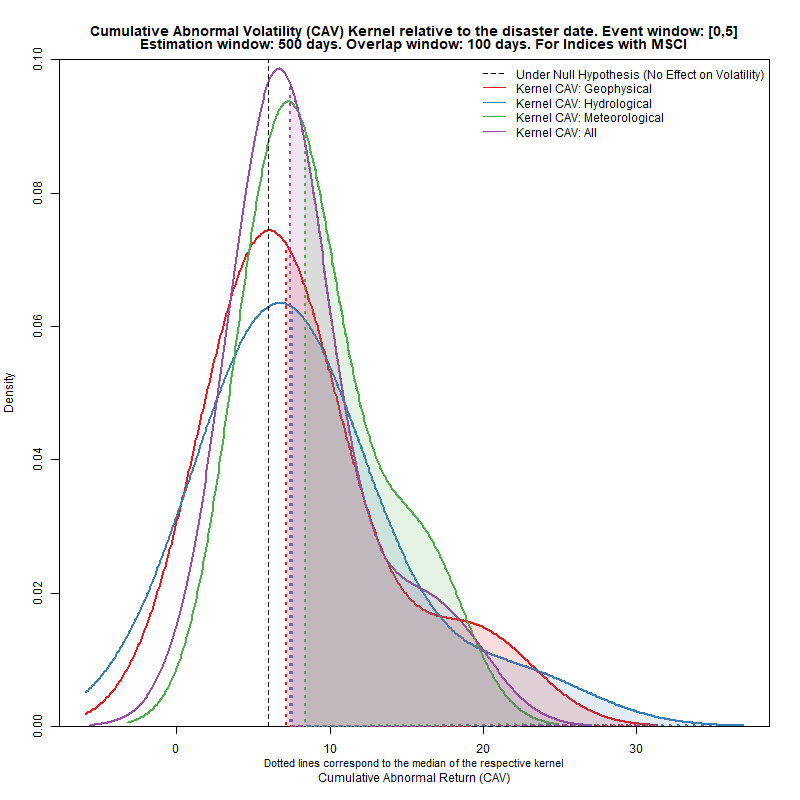 Cumulative Abnormal Volatility (CAV) Kernel relative to the disaster date. Event window: [0,5]
Estimation window: 500 days. Overlap window: 100 days. For Indices with MSCI
Under Null Hypothesis (No Effect on Volatility)
Kernel CAV: Geophysical
Kernel CAV: Hydrological
Kernel CAV: Meteorological
Kernel CAV: All
Density
0.10
0.08
0.06
0.04
0.02
0.00
0 10 20 30
Dotted lines correspond to the median of the respective kernel
Cumulative Abnormal Return (CAV)